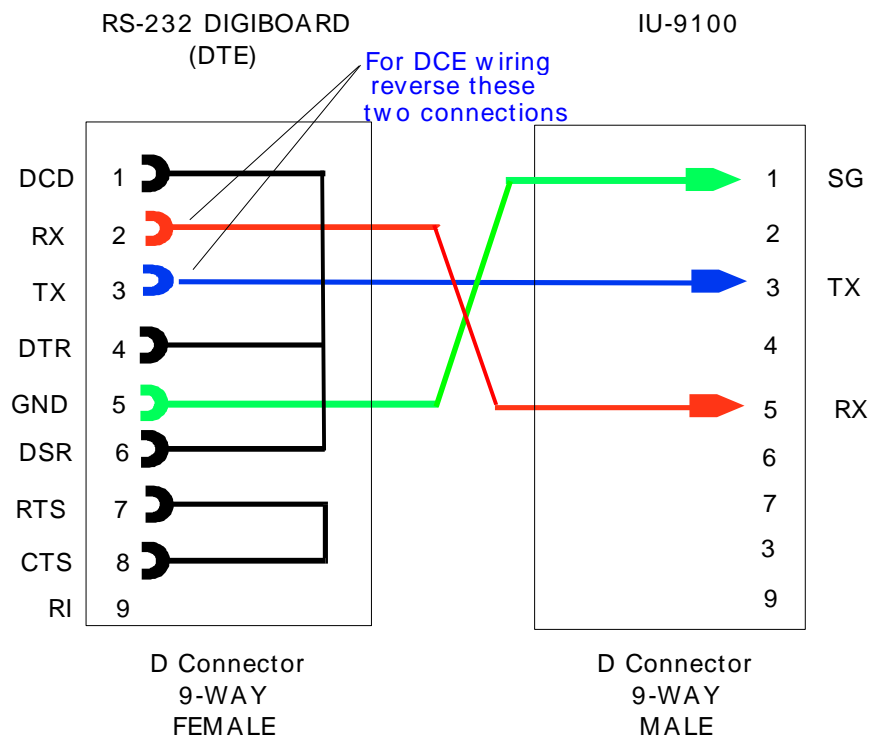 RS-232 DIGIBOARD
(DTE)
IU-9100
For DCE wiring
reverse these
two connections
DCD 1
RX 2
TX 3
DTR 4
GND 5
DSR 6
RTS 7
CTS 8
RI 9
1 SG
2
3 TX
4
5 RX
6
7
3
9
D Connector
9-WAY
FEMALE
D Connector
9-WAY
MALE